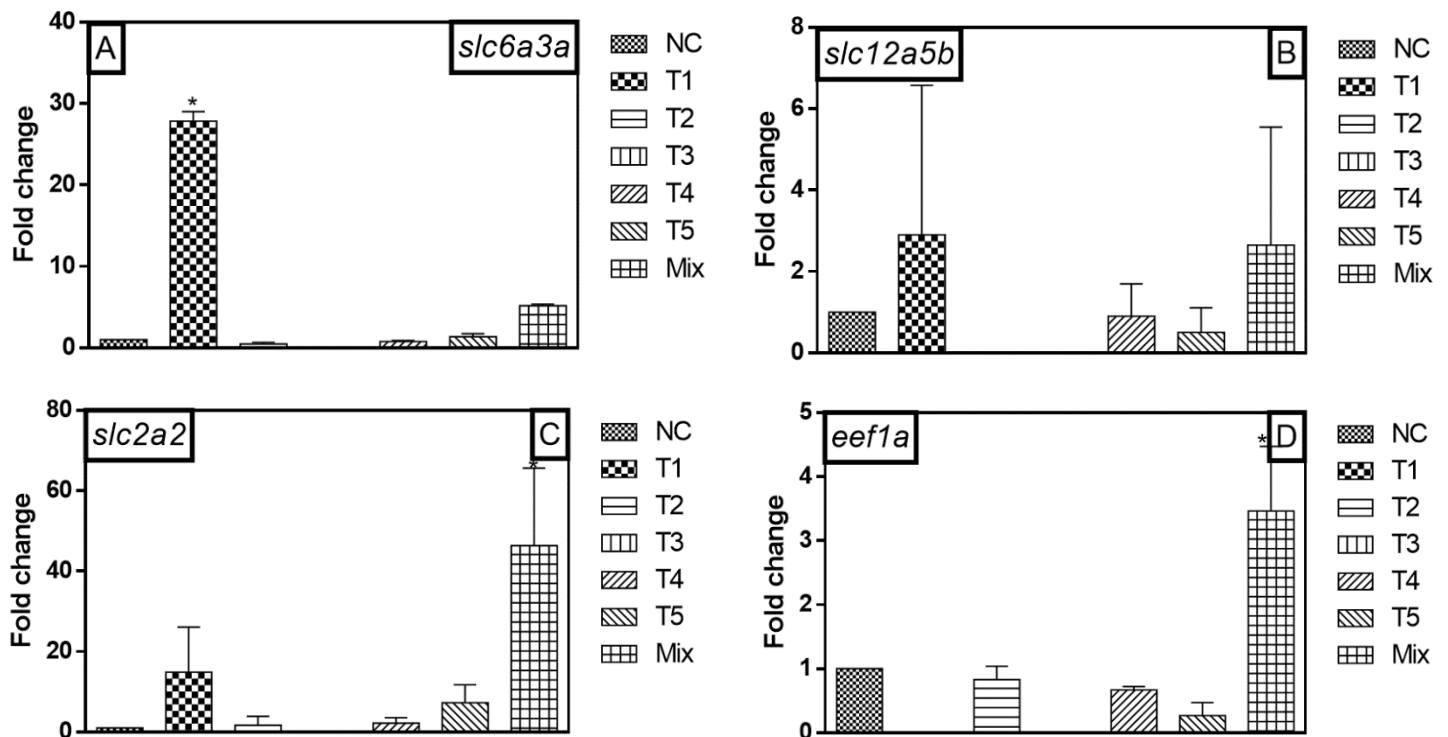 A
slc6a3a
Fold change
40
30
20
10
0
*
NC
T1
T2
T3
T4
T5
Mix
slc12a5b
B
Fold change
8
6
4
2
0
NC
T1
T2
T3
T4
T5
Mix
slc2a2
C
Fold change
80
60
40
20
0
*
NC
T1
T2
T3
T4
T5
Mix
eef1a
D
Fold change
5
4
3
2
1
0
*
NC
T1
T2
T3
T4
T5
Mix